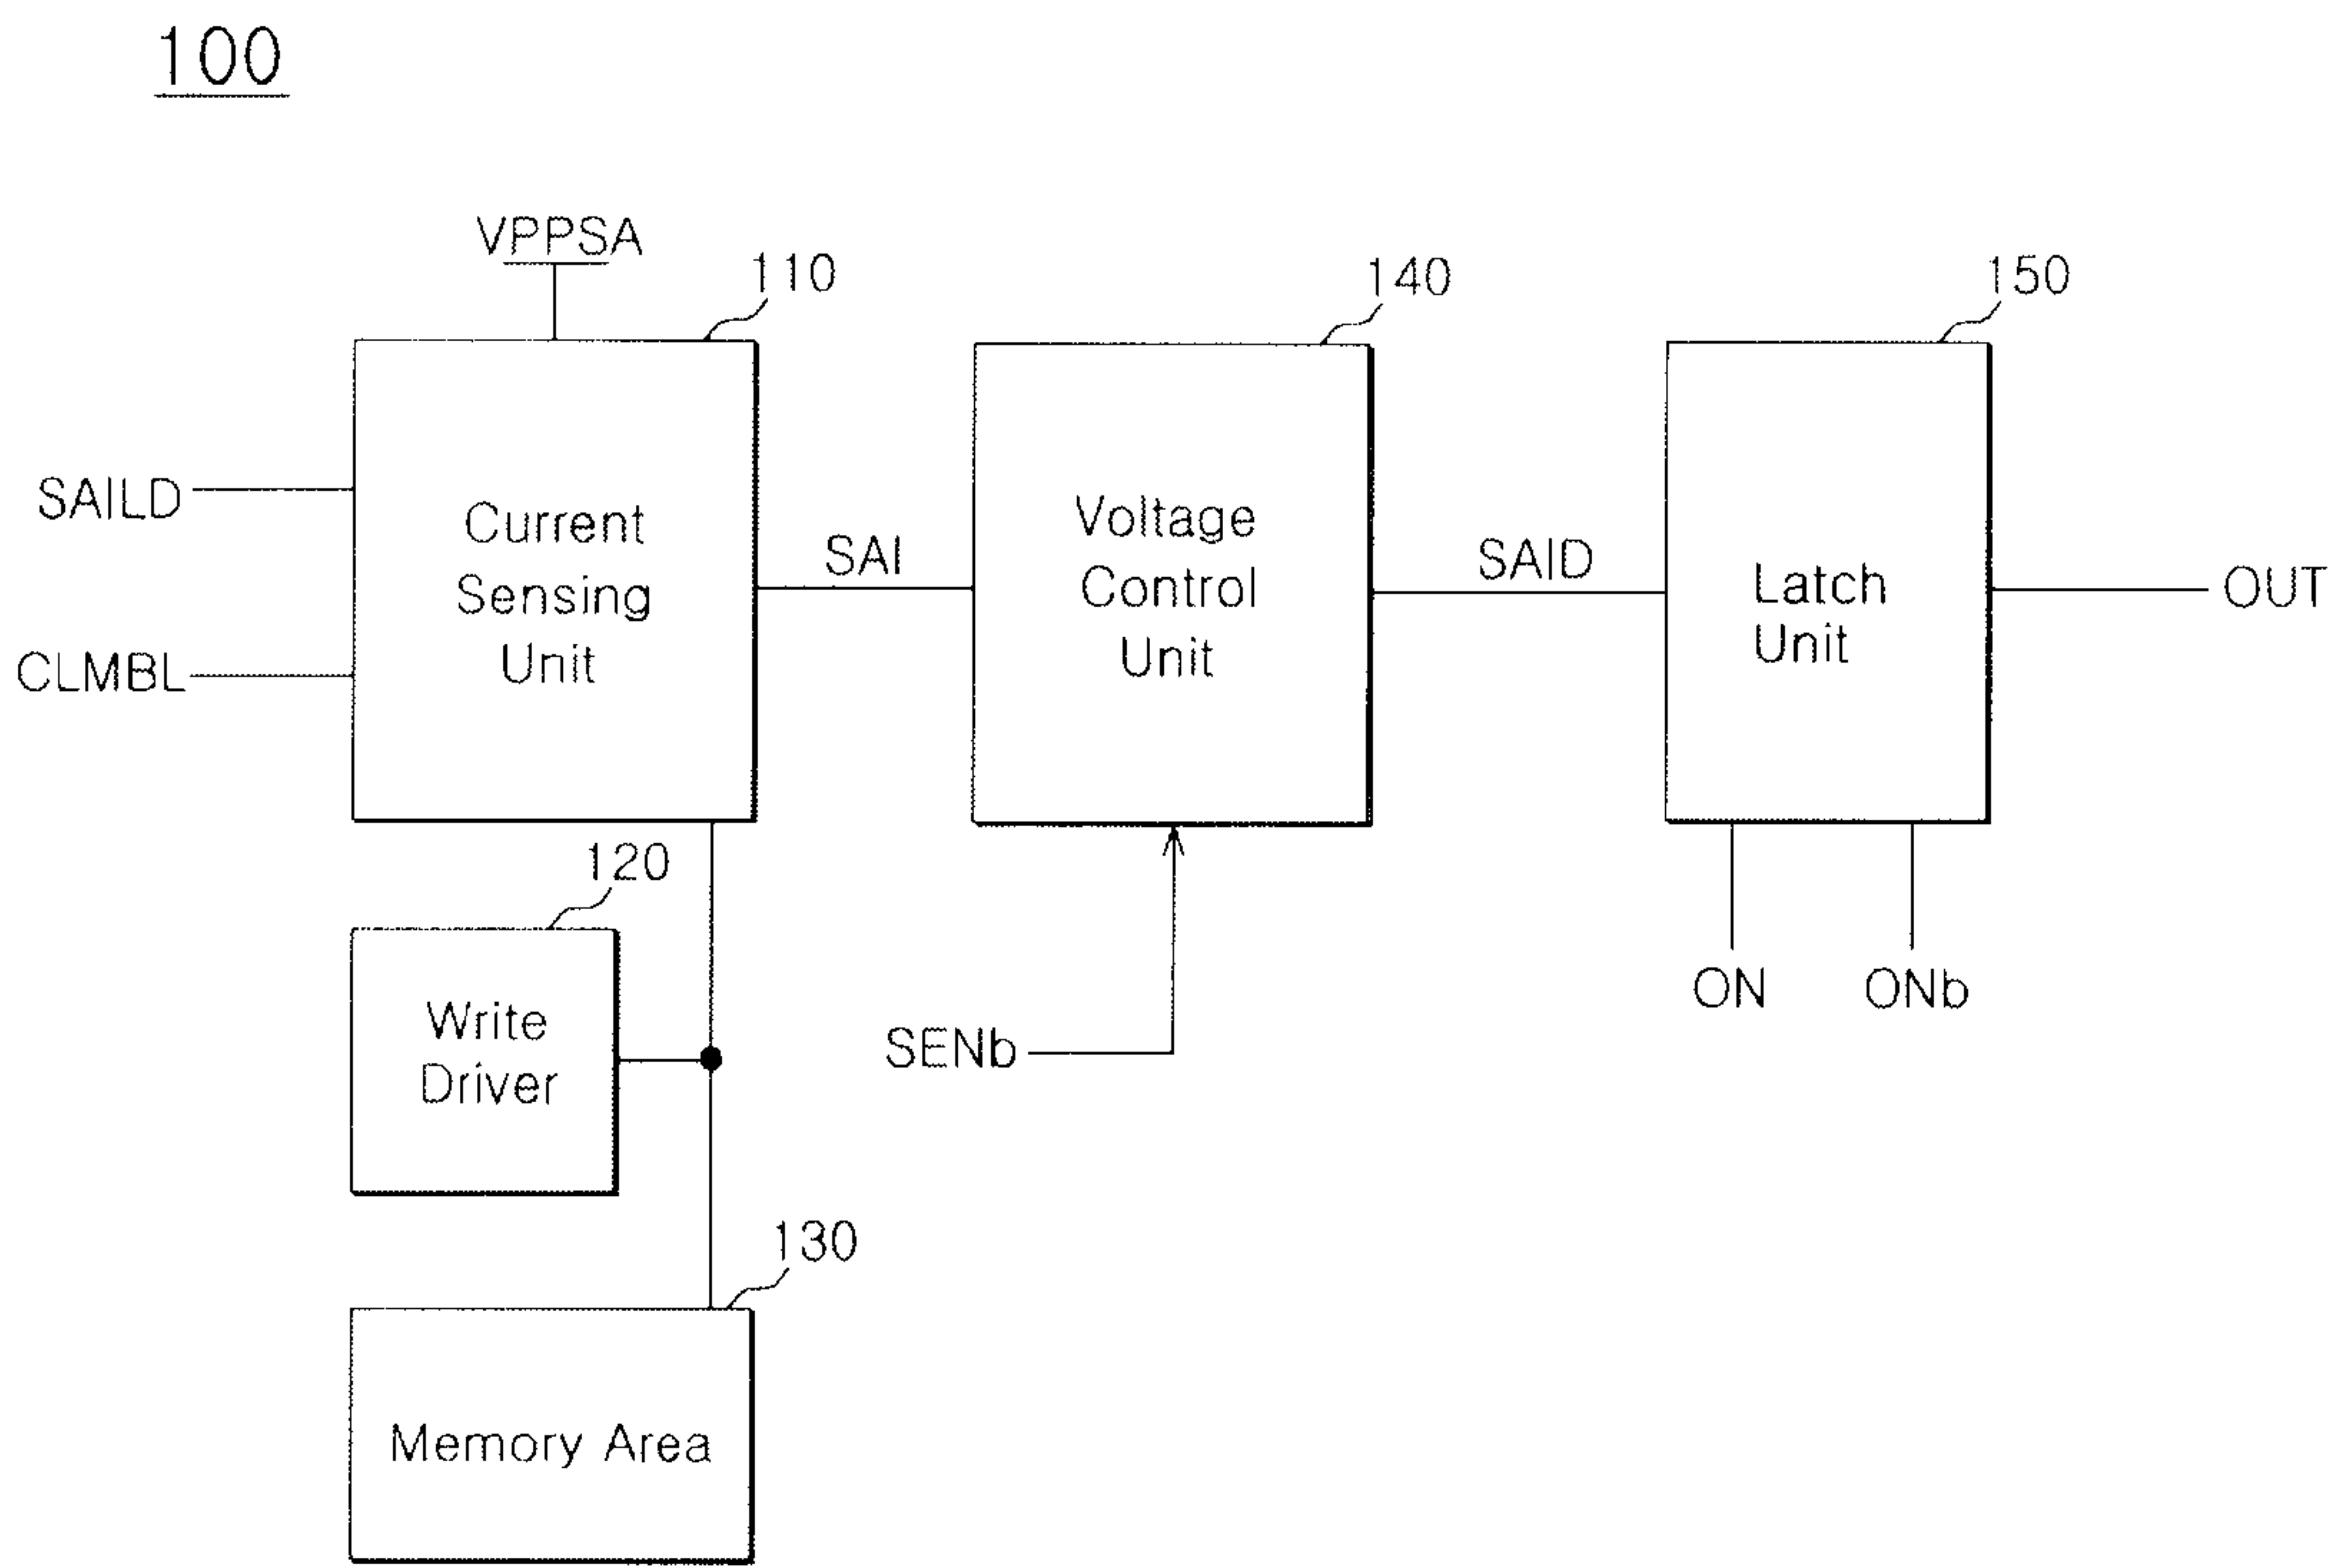 100
VPPSA
110
140
150
SAILD
CLMBL
Current
Sensing
Unit
SAI
Voltage
Control
Unit
SAID
Latch
Unit
OUT
120
Write
Driver
SENb
ON
ONb
130
Memory Area